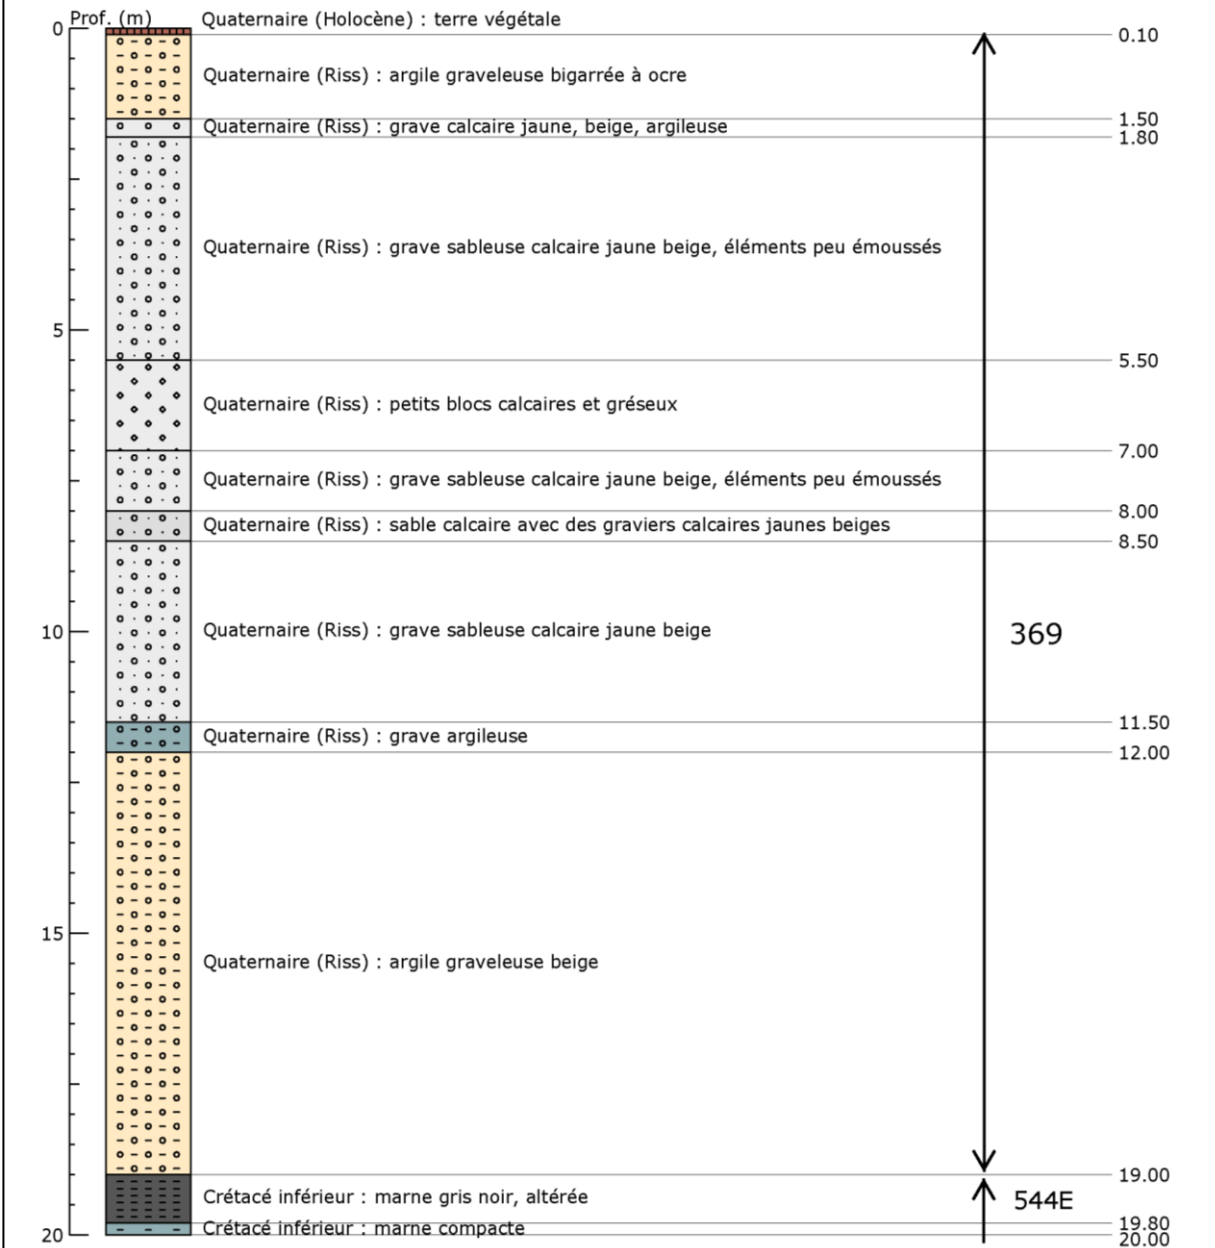 Prof. (m) Quaternaire (Holocène) : terre végétale
0 0.10
Quaternaire (Riss) : argile graveleuse bigarrée à ocre
1.50
Quaternaire (Riss) : grave calcaire jaune, beige, argileuse
1.80
Quaternaire (Riss) : grave sableuse calcaire jaune beige, éléments peu émoussés
5
5.50
Quaternaire (Riss) : petits blocs calcaires et gréseux
7.00
Quaternaire (Riss) : grave sableuse calcaire jaune beige, éléments peu émoussés
8.00
Quaternaire (Riss) : sable calcaire avec des graviers calcaires jaunes beiges
8.50
10 Quaternaire (Riss) : grave sableuse calcaire jaune beige 369
11.50
Quaternaire (Riss) : grave argileuse
12.00
15
Quaternaire (Riss) : argile graveleuse beige
19.00
Crétacé inférieur : marne gris noir, altérée 544E
19.80
Crétacé inférieur : marne compacte
20 20.00